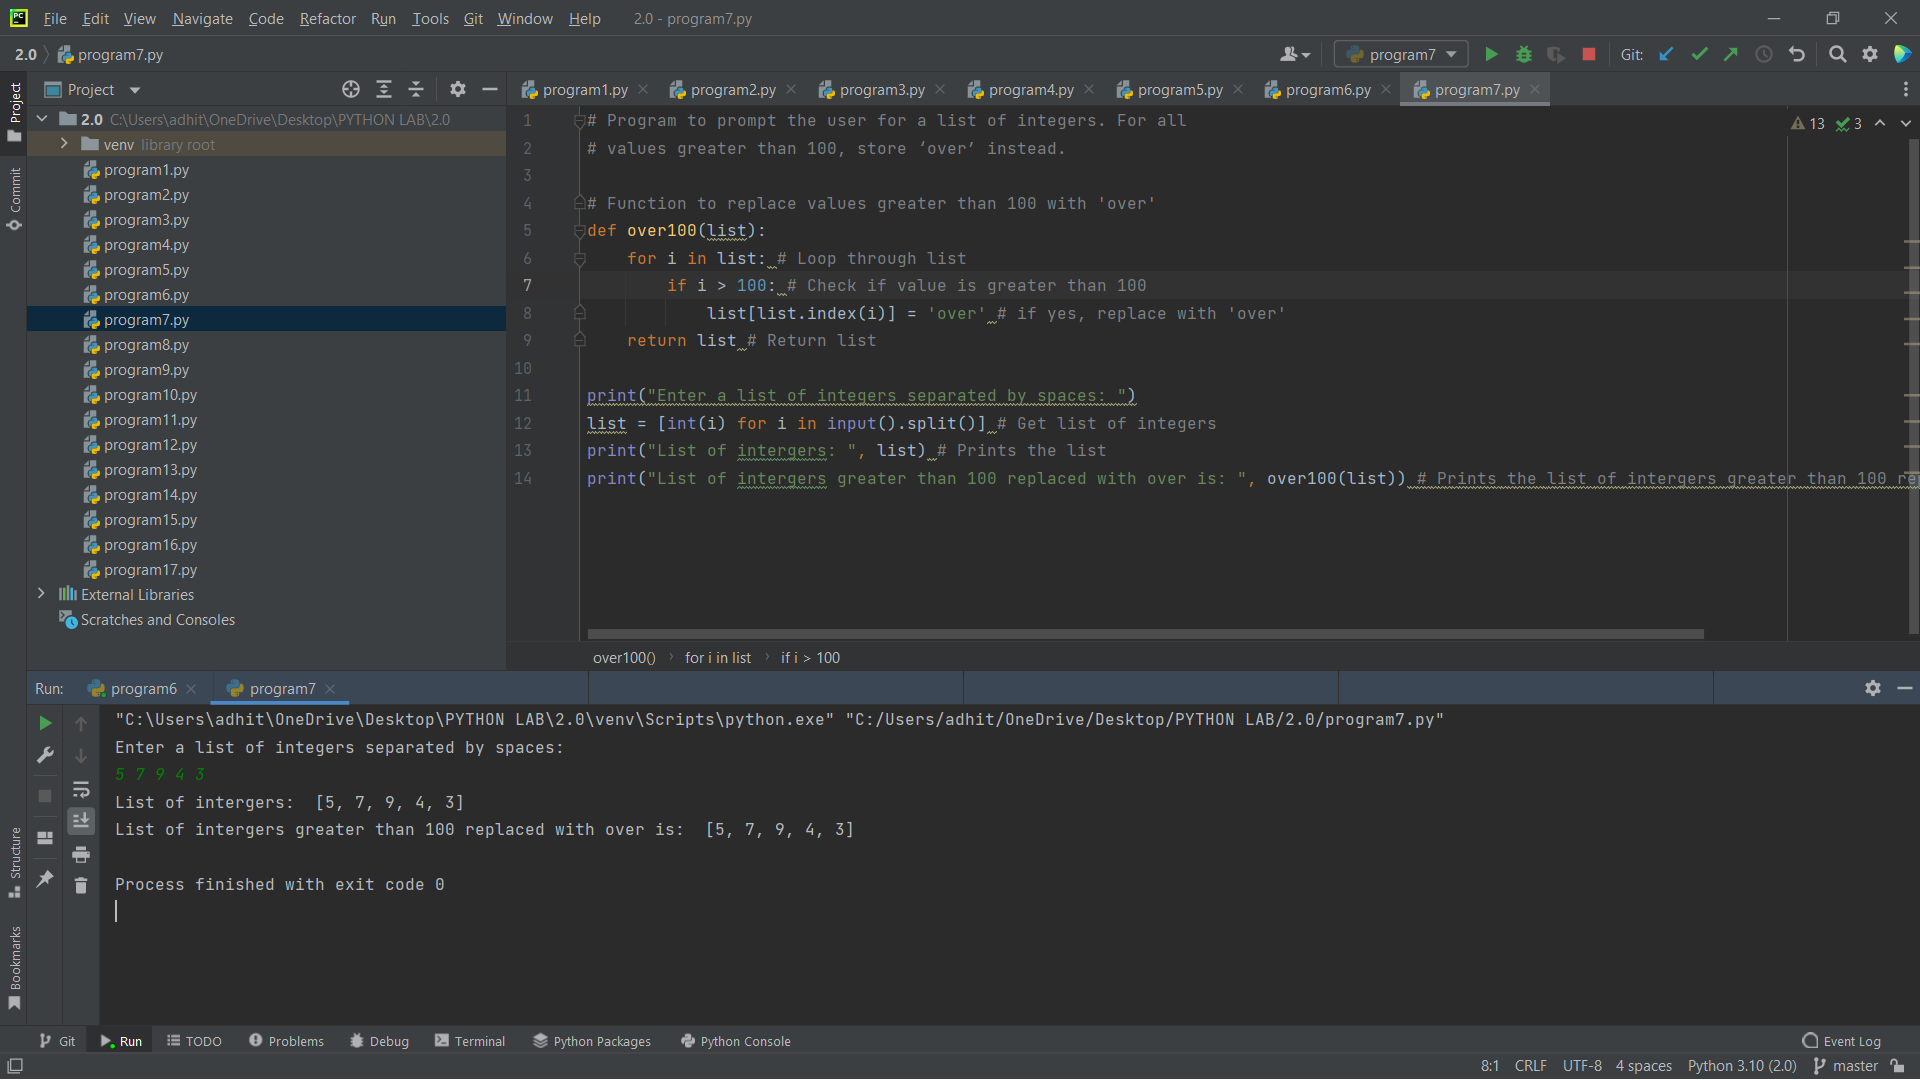 PC File Edit View Navigate Code Refactor Run Tools Git Window Help 2.0 - program7.py
2.0 program7.py program7 Git:
Project
program1.py program2.py program3.py program4.py program5.py program6.py program7.py
2.0 C:\Users\adhit\OneDrive\Desktop\PYTHON LAB\2.0
venv library root
program1.py
program2.py
program3.py
program4.py
program5.py
program6.py
program7.py
program8.py
program9.py
program10.py
program11.py
program12.py
program13.py
program14.py
program15.py
program16.py
program17.py
External Libraries
Scratches and Consoles
Project
Commit
Structure
Bookmarks
13 3
1 # Program to prompt the user for a list of integers. For all
2 # values greater than 100, store ‘over’ instead.
3
4 # Function to replace values greater than 100 with 'over'
5 def over100(list):
6 for i in list: # Loop through list
7 if i > 100: # Check if value is greater than 100
8 list[list.index(i)] = 'over' # if yes, replace with 'over'
9 return list # Return list
10
11 print("Enter a list of integers separated by spaces: ")
12 list = [int(i) for i in input().split()] # Get list of integers
13 print("List of intergers: ", list) # Prints the list
14 print("List of intergers greater than 100 replaced with over is: ", over100(list)) # Prints the list of intergers greater than 100 rep
over100() for i in list if i > 100
Run: program6 program7
"C:\Users\adhit\OneDrive\Desktop\PYTHON LAB\2.0\venv\Scripts\python.exe" "C:/Users/adhit/OneDrive/Desktop/PYTHON LAB/2.0/program7.py"
Enter a list of integers separated by spaces:
5 7 9 4 3
List of intergers:  [5, 7, 9, 4, 3]
List of intergers greater than 100 replaced with over is:  [5, 7, 9, 4, 3]
Process finished with exit code 0
Git Run TODO Problems Debug Terminal Python Packages Python Console Event Log
8:1 CRLF UTF-8 4 spaces Python 3.10 (2.0) master